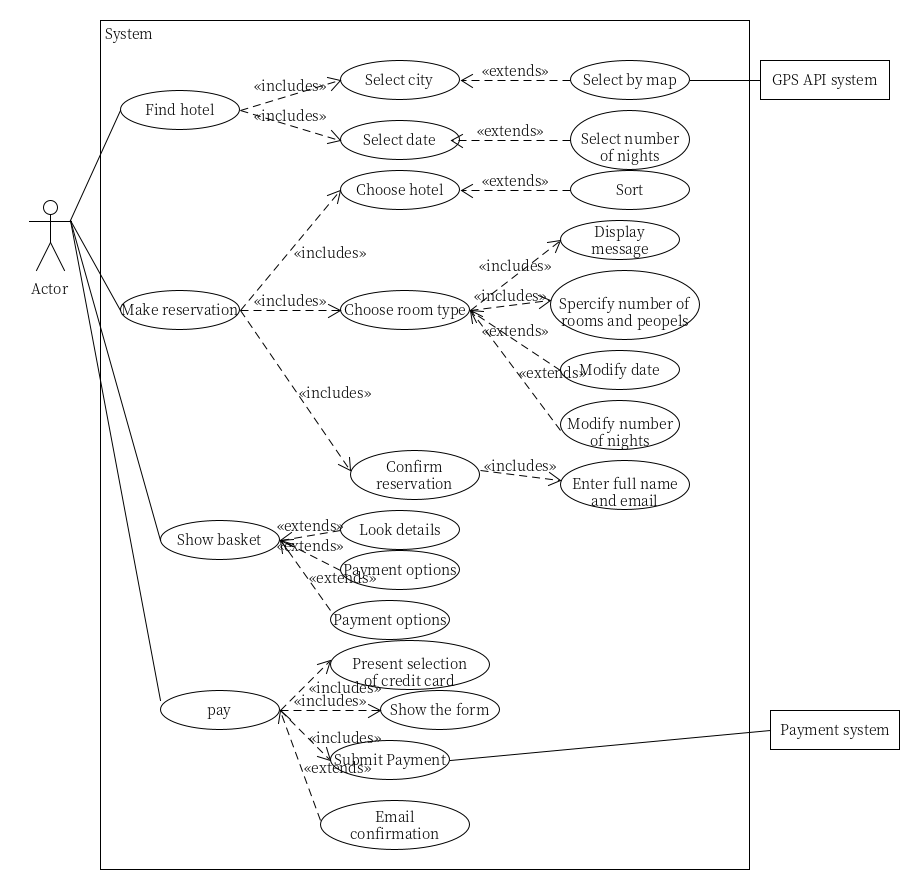 System
«includes»
Select city
«extends»
Select by map
GPS API system
Find hotel
«includes»
Select date
«extends»
Select number
of nights
Choose hotel
«extends»
Sort
Actor
«includes»
Display
message
«includes»
Make reservation
«includes»
Choose room type
«includes»
Spercify number of
rooms and peopels
«extends»
Modify date
«extends»
«includes»
Modify number
of nights
Confirm
reservation
«includes»
Enter full name
and email
Show basket
«extends»
Look details
«extends»
Payment options
«extends»
Payment options
Present selection
of credit card
«includes»
pay
«includes»
Show the form
«includes»
Submit Payment
Payment system
«extends»
Email
confirmation